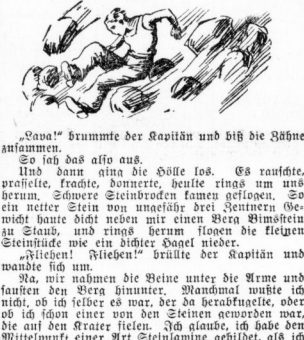 „Lava!“ brummte der Kapitän und biß die Zähne
zusammen.
So sah das also aus.
Und dann ging die Hölle los. Es rauschte,
prasselte, krachte, donnerte, heulte rings um uns
herum. Schwere Steinbrocken kamen geflogen. So
ein netter Stein von ungefähr drei Zentnern Ge-
wicht haute dicht neben mir einen Berg Bimsstein
zu Staub, und rings herum flogen die kleinen
Steinstücke wie ein dichter Hagel nieder.
„Fliehen! Fliehen!“ brüllte der Kapitän und
wandte sich um.
Ja, wir nahmen die Beine unter die Arme und
sausten den Berg hinunter. Manchmal wußte ich
nicht, ob ich selber es war, der da herabkugelte, oder
ob ich schon einer von den Steinen geworden war,
die auf den Krater fielen. Ich glaube, ich habe den
Mittelpunkt einer Art Steinlawine gebildet, als ich